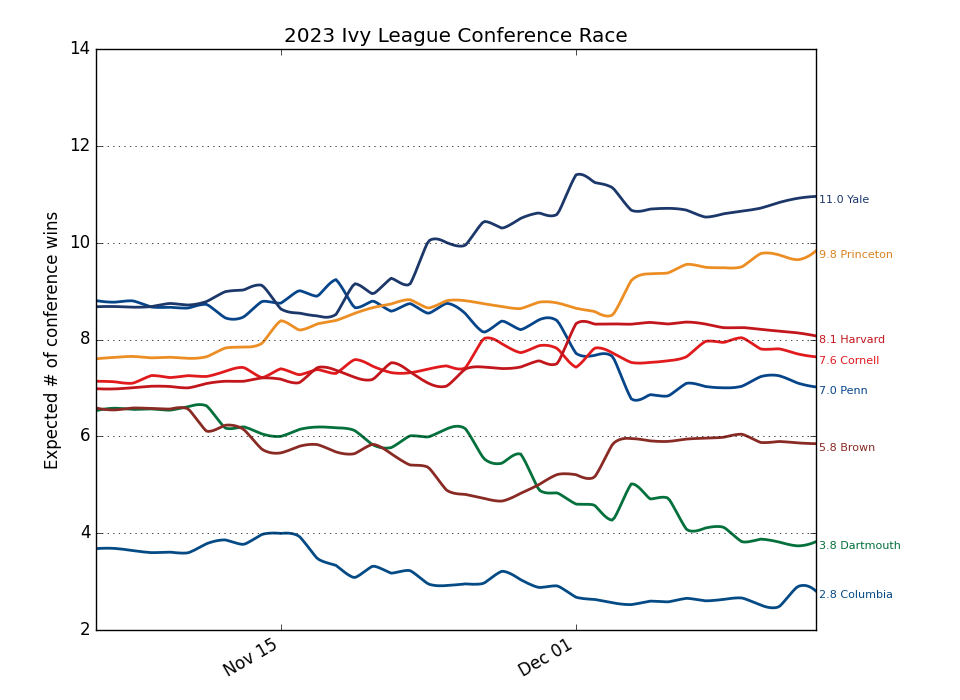 2023 Ivy League Conference Race
Expected # of conference wins
14
12
10
8
6
4
2
Nov 15
Dec 01
11.0 Yale
9.8 Princeton
8.1 Harvard
7.6 Cornell
7.0 Penn
5.8 Brown
3.8 Dartmouth
2.8 Columbia